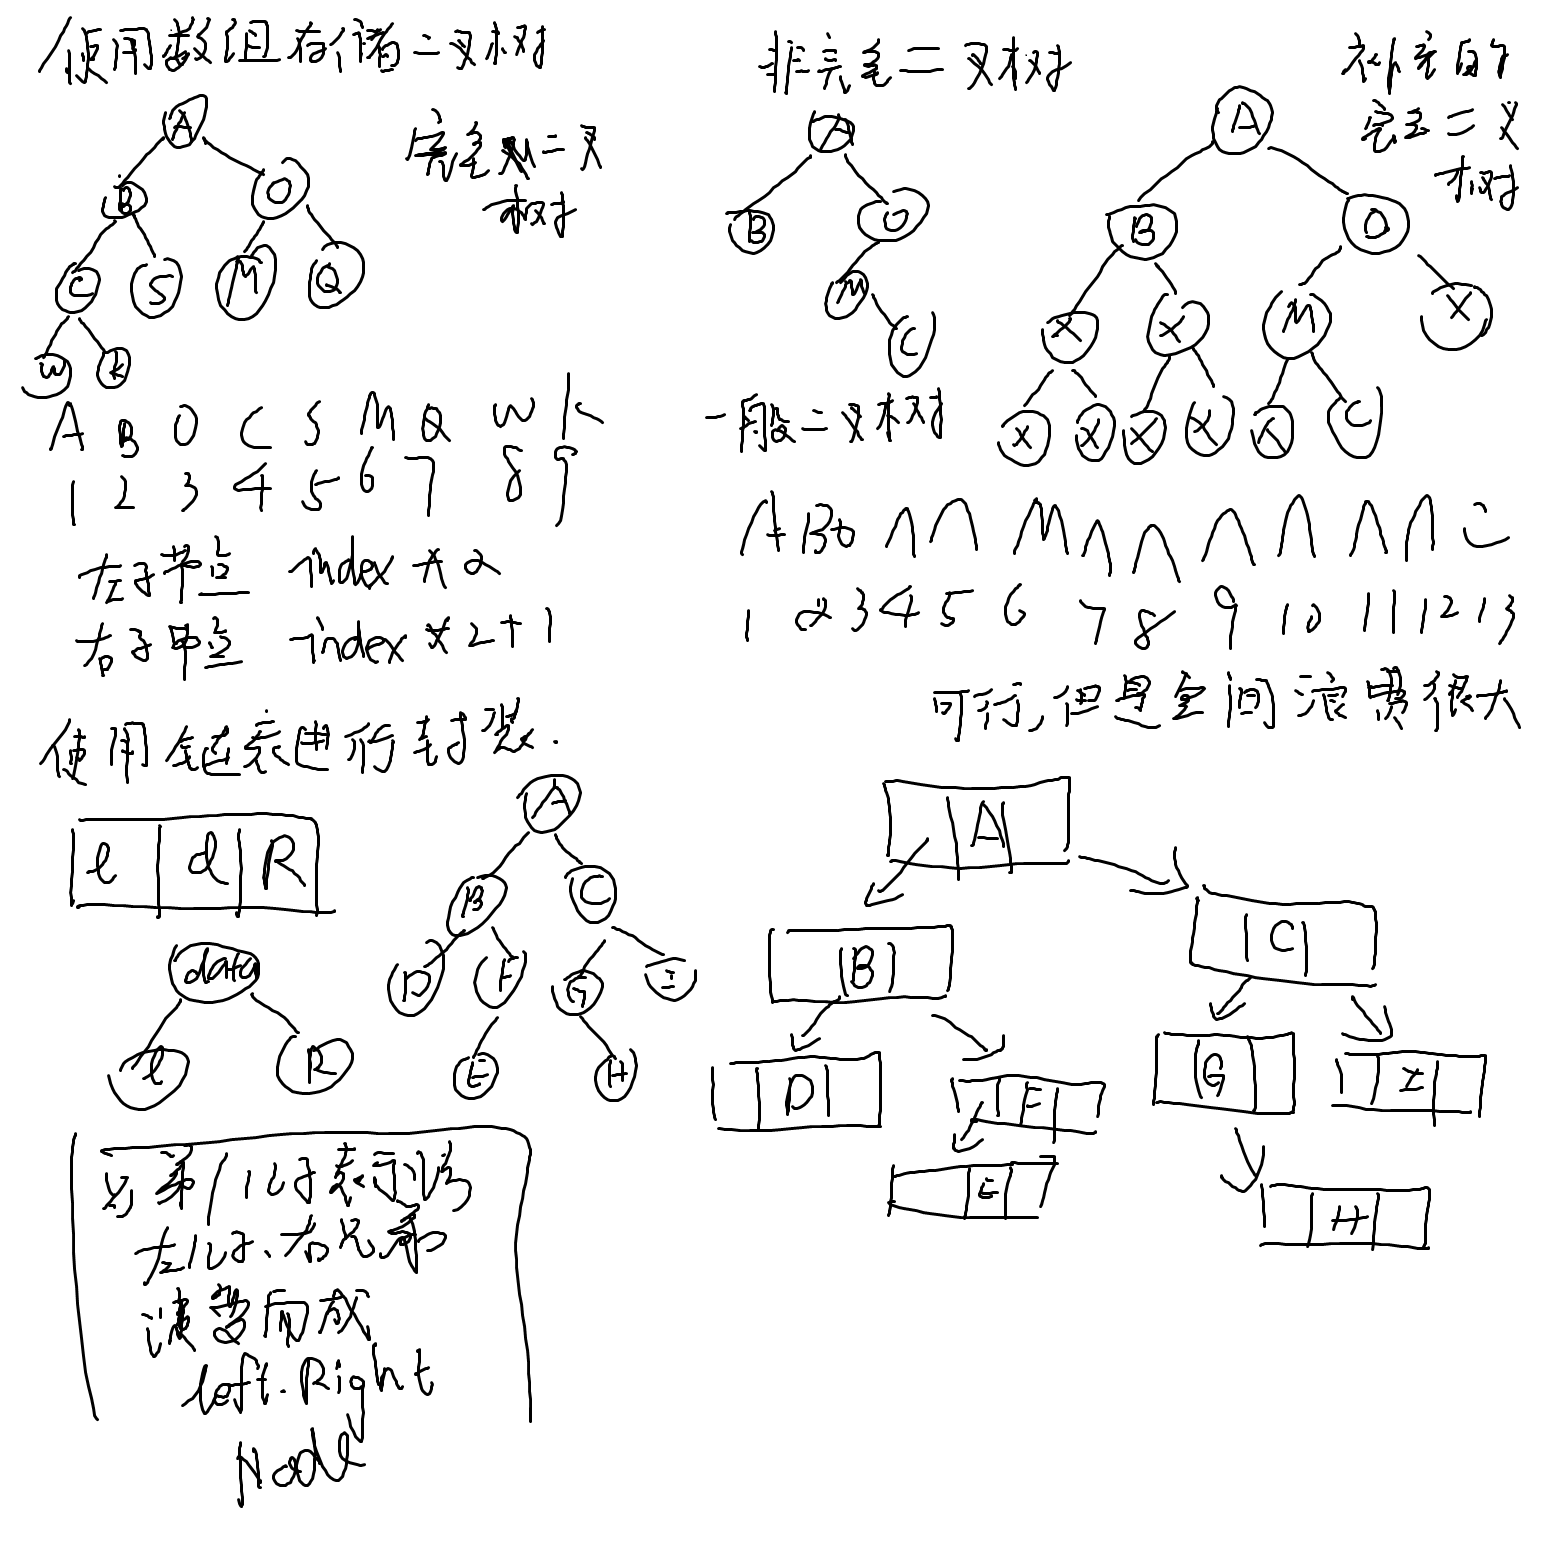 使用数组存储二叉树
完全二叉
树
A
B
O
C
S
M
Q
W
K
A B O C S M Q W K
1 2 3 4 5 6 7 8 9
左子节点 index * 2
右子节点 index * 2 + 1
非完全二叉树
A
B
O
M
C
一般二叉树
补充的
完全二叉
树
A
B
O
X
X
M
X
X
X
X
X
X
C
A B O ∧ ∧ M ∧ ∧ ∧ ∧ ∧ ∧ C
1 2 3 4 5 6 7 8 9 10 11 12 13
可行,但是空间浪费很大
使用链表进行封装.
l d R
data
l
R
A
B
C
D
F
G
I
E
H
A
B
C
D
F
G
I
E
H
兄弟/儿子表示法
左儿子、右兄弟
演变而成
left.Right
Node